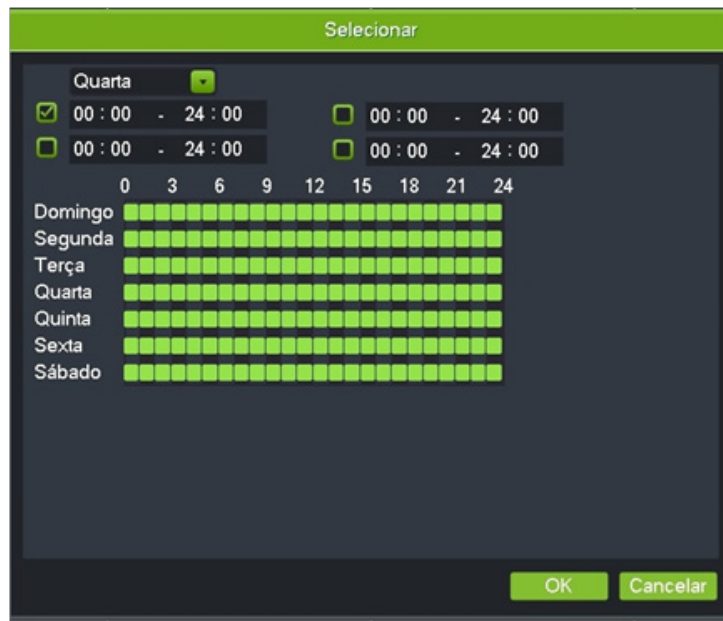 Selecionar
Quarta
00 : 00 - 24 : 00 00 : 00 - 24 : 00
00 : 00 - 24 : 00 00 : 00 - 24 : 00
0 3 6 9 12 15 18 21 24
Domingo
Segunda
Terça
Quarta
Quinta
Sexta
Sábado
OK Cancelar